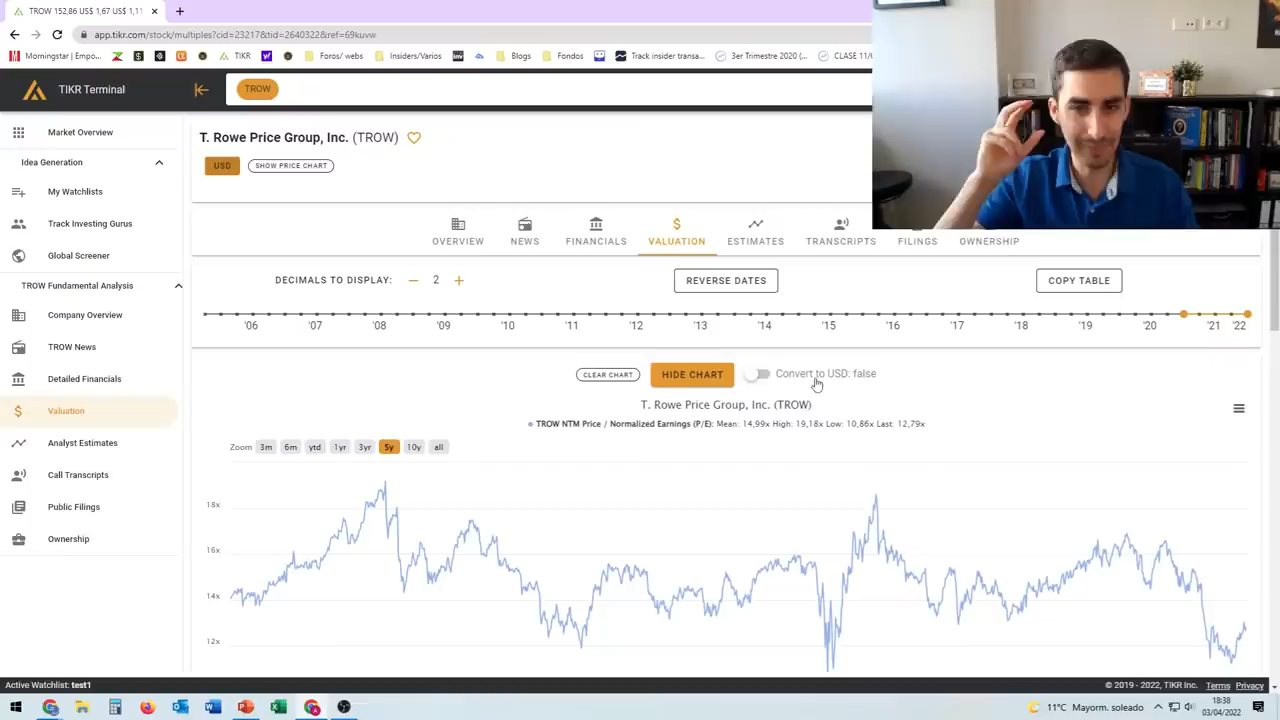 TROW 152,86 US$ 1,67 US$ 1,11
app.tikr.com/stock/multiples?cid=23217&tid=2640322&ref=69kuvw
Morningstar | Empo...
TIKR
Foros/ webs
Insiders/Varios
Blogs
Fondos
Track insider transa...
3er Trimestre 2020 (...
CLASE 11/
TIKR Terminal
TROW
Market Overview
Idea Generation
My Watchlists
Track Investing Gurus
Global Screener
TROW Fundamental Analysis
Company Overview
TROW News
Detailed Financials
Valuation
Analyst Estimates
Call Transcripts
Public Filings
Ownership
T. Rowe Price Group, Inc. (TROW)
USD
SHOW PRICE CHART
OVERVIEW NEWS FINANCIALS VALUATION ESTIMATES TRANSCRIPTS FILINGS OWNERSHIP
DECIMALS TO DISPLAY: − 2 +
REVERSE DATES
COPY TABLE
'06 '07 '08 '09 '10 '11 '12 '13 '14 '15 '16 '17 '18 '19 '20 '21 '22
CLEAR CHART
HIDE CHART
Convert to USD: false
T. Rowe Price Group, Inc. (TROW)
TROW NTM Price / Normalized Earnings (P/E): Mean: 14,99x High: 19,18x Low: 10,86x Last: 12,79x
Zoom 3m 6m ytd 1yr 3yr 5y 10y all
18x
16x
14x
12x
Active Watchlist: test1
© 2019 - 2022, TIKR Inc. Terms Privacy
11°C Mayorm. soleado
18:38
03/04/2022